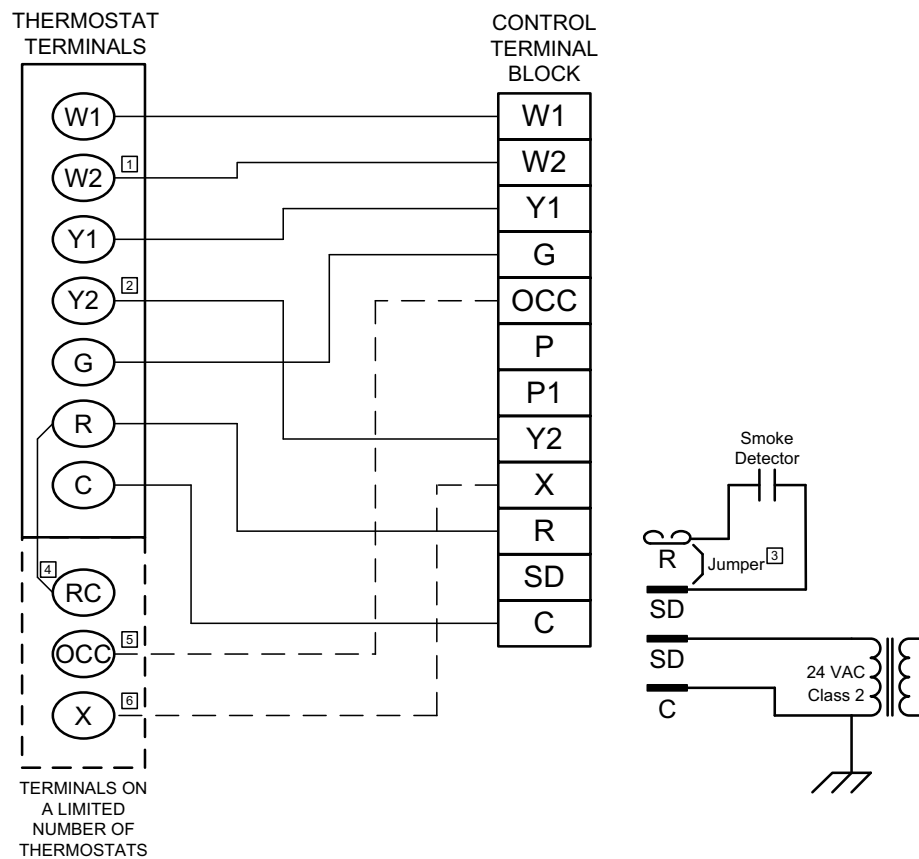 THERMOSTAT
TERMINALS
W1
W2 1
Y1
Y2 2
G
R
C
4
RC
OCC 5
X 6
TERMINALS ON
A LIMITED
NUMBER OF
THERMOSTATS
CONTROL
TERMINAL
BLOCK
W1
W2
Y1
G
OCC
P
P1
Y2
X
R
SD
C
Smoke
Detector
R
Jumper 3
SD
SD
C
24 VAC
Class 2